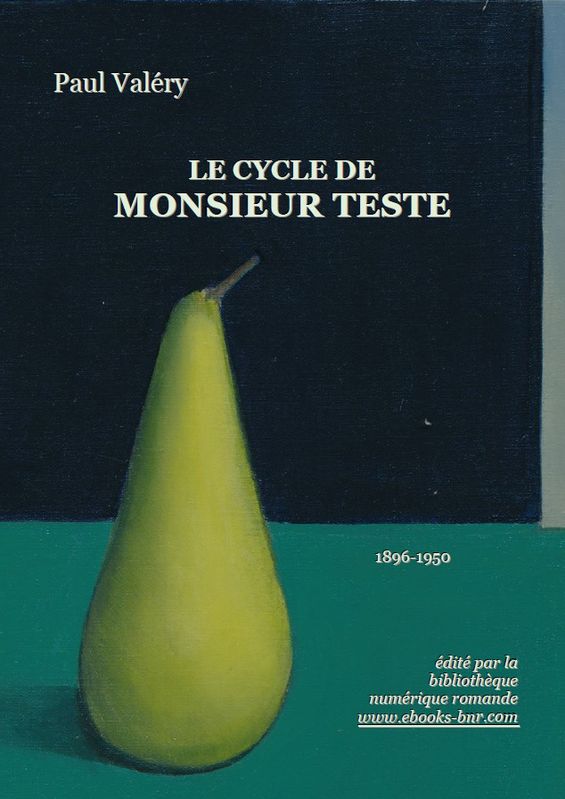 Paul Valéry
LE CYCLE DE
MONSIEUR TESTE
1896-1950
édité par la
bibliothèque
numérique romande
www.ebooks-bnr.com